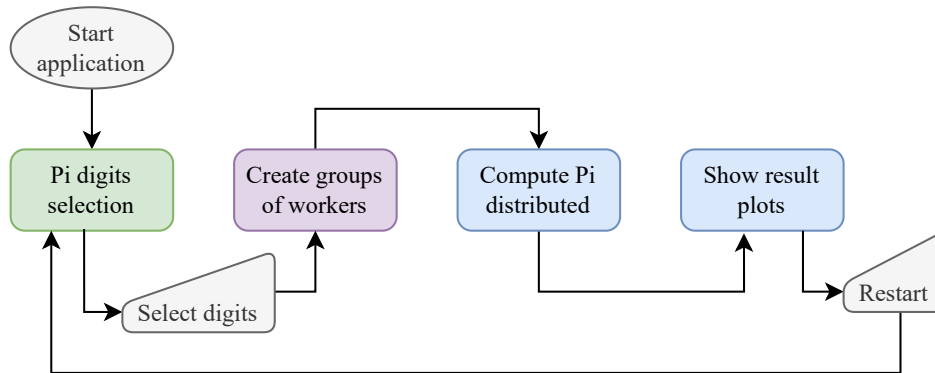 Start
application
Pi digits
selection
Create groups
of workers
Compute Pi
distributed
Show result
plots
Select digits
Restart